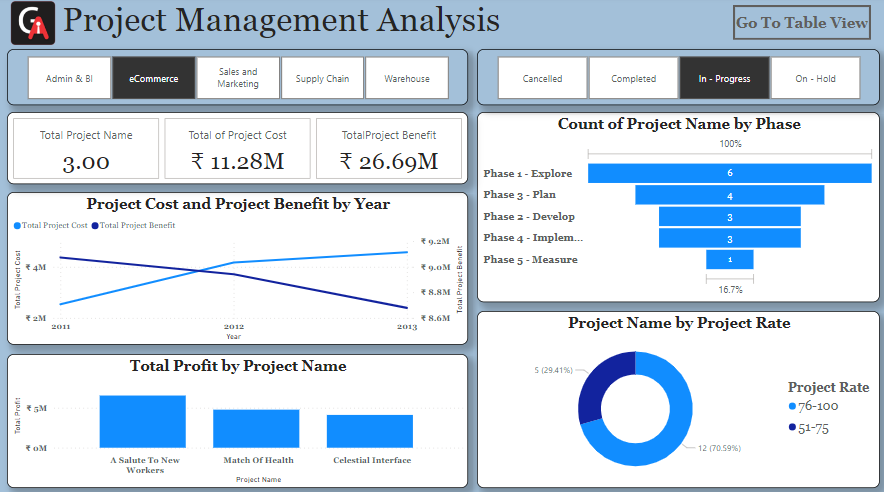 GA
Project Management Analysis
Go To Table View
Admin & BI
eCommerce
Sales and
Marketing
Supply Chain
Warehouse
Cancelled
Completed
In - Progress
On - Hold
Total Project Name
3.00
Total of Project Cost
₹ 11.28M
TotalProject Benefit
₹ 26.69M
Project Cost and Project Benefit by Year
Total Project Cost
Total Project Benefit
Total Project Cost
₹ 4M
₹ 2M
₹ 9.2M
₹ 9.0M
₹ 8.8M
₹ 8.6M
Total Project Benefit
2011
2012
2013
Year
Total Profit by Project Name
Total Profit
₹ 5M
₹ 0M
A Salute To New
Workers
Match Of Health
Celestial Interface
Project Name
Count of Project Name by Phase
100%
Phase 1 - Explore
6
Phase 3 - Plan
4
Phase 2 - Develop
3
Phase 4 - Implem...
3
Phase 5 - Measure
1
16.7%
Project Name by Project Rate
5 (29.41%)
12 (70.59%)
Project Rate
76-100
51-75